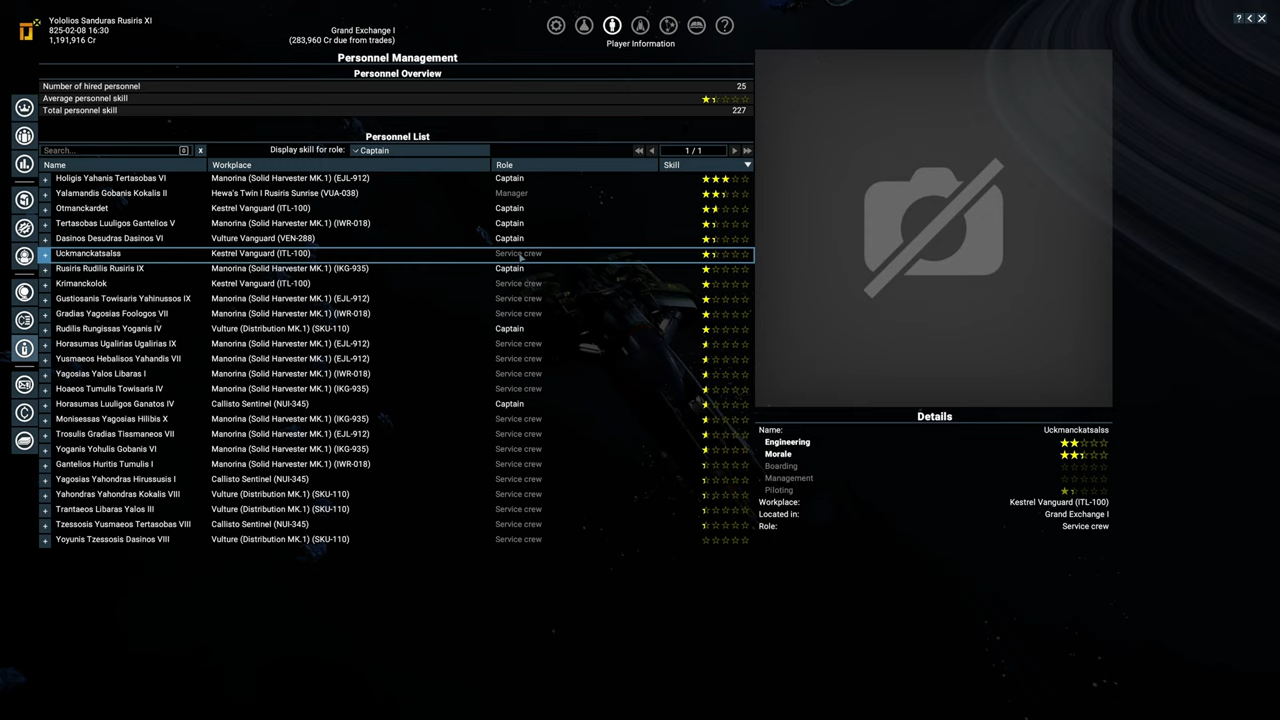 Yololios Sanduras Rusiris XI
825-02-08 16:30
1,191,916 Cr
Grand Exchange I
(283,960 Cr due from trades)
Player Information
Personnel Management
Personnel Overview
Number of hired personnel 25
Average personnel skill
Total personnel skill 227
Personnel List
Search... Display skill for role: Captain 1 / 1
Name Workplace Role Skill
+ Holigis Yahanis Tertasobas VI Manorina (Solid Harvester MK.1) (EJL-912) Captain
+ Yalamandis Gobanis Kokalis II Hewa's Twin I Rusiris Sunrise (VUA-038) Manager
+ Otmanckardet Kestrel Vanguard (ITL-100) Captain
+ Tertasobas Luuligos Gantelios V Manorina (Solid Harvester MK.1) (IWR-018) Captain
+ Dasinos Desudras Dasinos VI Vulture Vanguard (VEN-288) Captain
+ Uckmanckatsalss Kestrel Vanguard (ITL-100) Service crew
+ Rusiris Rudilis Rusiris IX Manorina (Solid Harvester MK.1) (IKG-935) Captain
+ Krimanckolok Kestrel Vanguard (ITL-100) Service crew
+ Gustiosanis Towisaris Yahinussos IX Manorina (Solid Harvester MK.1) (EJL-912) Service crew
+ Gradias Yagosias Foologos VII Manorina (Solid Harvester MK.1) (IWR-018) Service crew
+ Rudilis Rungissas Yoganis IV Vulture (Distribution MK.1) (SKU-110) Captain
+ Horasumas Ugalirias Ugalirias IX Manorina (Solid Harvester MK.1) (EJL-912) Service crew
+ Yusmaeos Hebalisos Yahandis VII Manorina (Solid Harvester MK.1) (EJL-912) Service crew
+ Yagosias Yalos Libaras I Manorina (Solid Harvester MK.1) (IWR-018) Service crew
+ Hoaeos Tumulis Towisaris IV Manorina (Solid Harvester MK.1) (IKG-935) Service crew
+ Horasumas Luuligos Ganatos IV Callisto Sentinel (NUI-345) Captain
+ Monisessas Yagosias Hilibis X Manorina (Solid Harvester MK.1) (IKG-935) Service crew
+ Trosulis Gradias Tissmaneos VII Manorina (Solid Harvester MK.1) (EJL-912) Service crew
+ Yoganis Yohulis Gobanis VI Manorina (Solid Harvester MK.1) (IKG-935) Service crew
+ Gantelios Huritis Tumulis I Manorina (Solid Harvester MK.1) (IWR-018) Service crew
+ Yagosias Yahondras Hirussusis I Callisto Sentinel (NUI-345) Service crew
+ Yahondras Yahondras Kokalis VIII Vulture (Distribution MK.1) (SKU-110) Service crew
+ Trantaeos Libaras Yalos III Vulture (Distribution MK.1) (SKU-110) Service crew
+ Tzessosis Yusmaeos Tertasobas VIII Callisto Sentinel (NUI-345) Service crew
+ Yoyunis Tzessosis Dasinos VIII Vulture (Distribution MK.1) (SKU-110) Service crew
Details
Name: Uckmanckatsalss
Engineering
Morale
Boarding
Management
Piloting
Workplace: Kestrel Vanguard (ITL-100)
Located in: Grand Exchange I
Role: Service crew